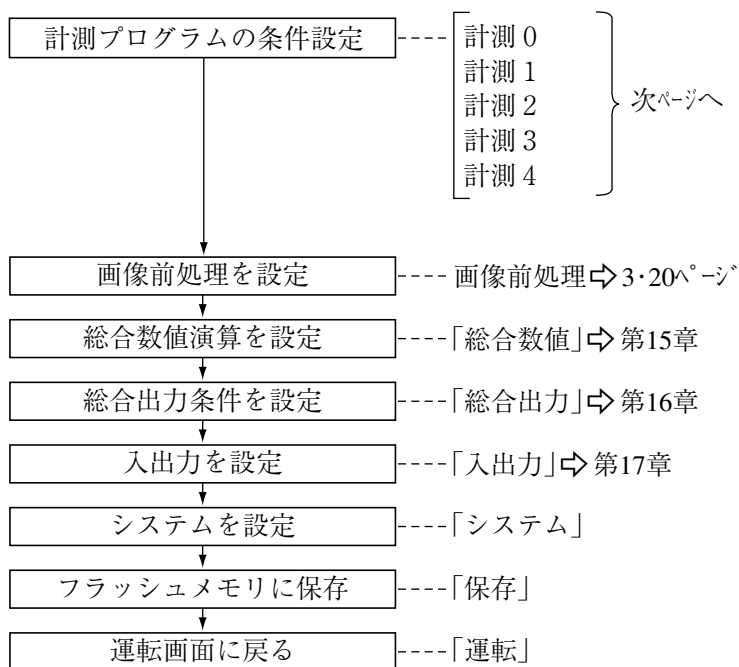 計測プログラムの条件設定
計測0
計測1
計測2
計測3
計測4
次ページへ
画像前処理を設定
画像前処理⇨3・20ページ
総合数値演算を設定
「総合数値」⇨第15章
総合出力条件を設定
「総合出力」⇨第16章
入出力を設定
「入出力」⇨第17章
システムを設定
「システム」
フラッシュメモリに保存
「保存」
運転画面に戻る
「運転」